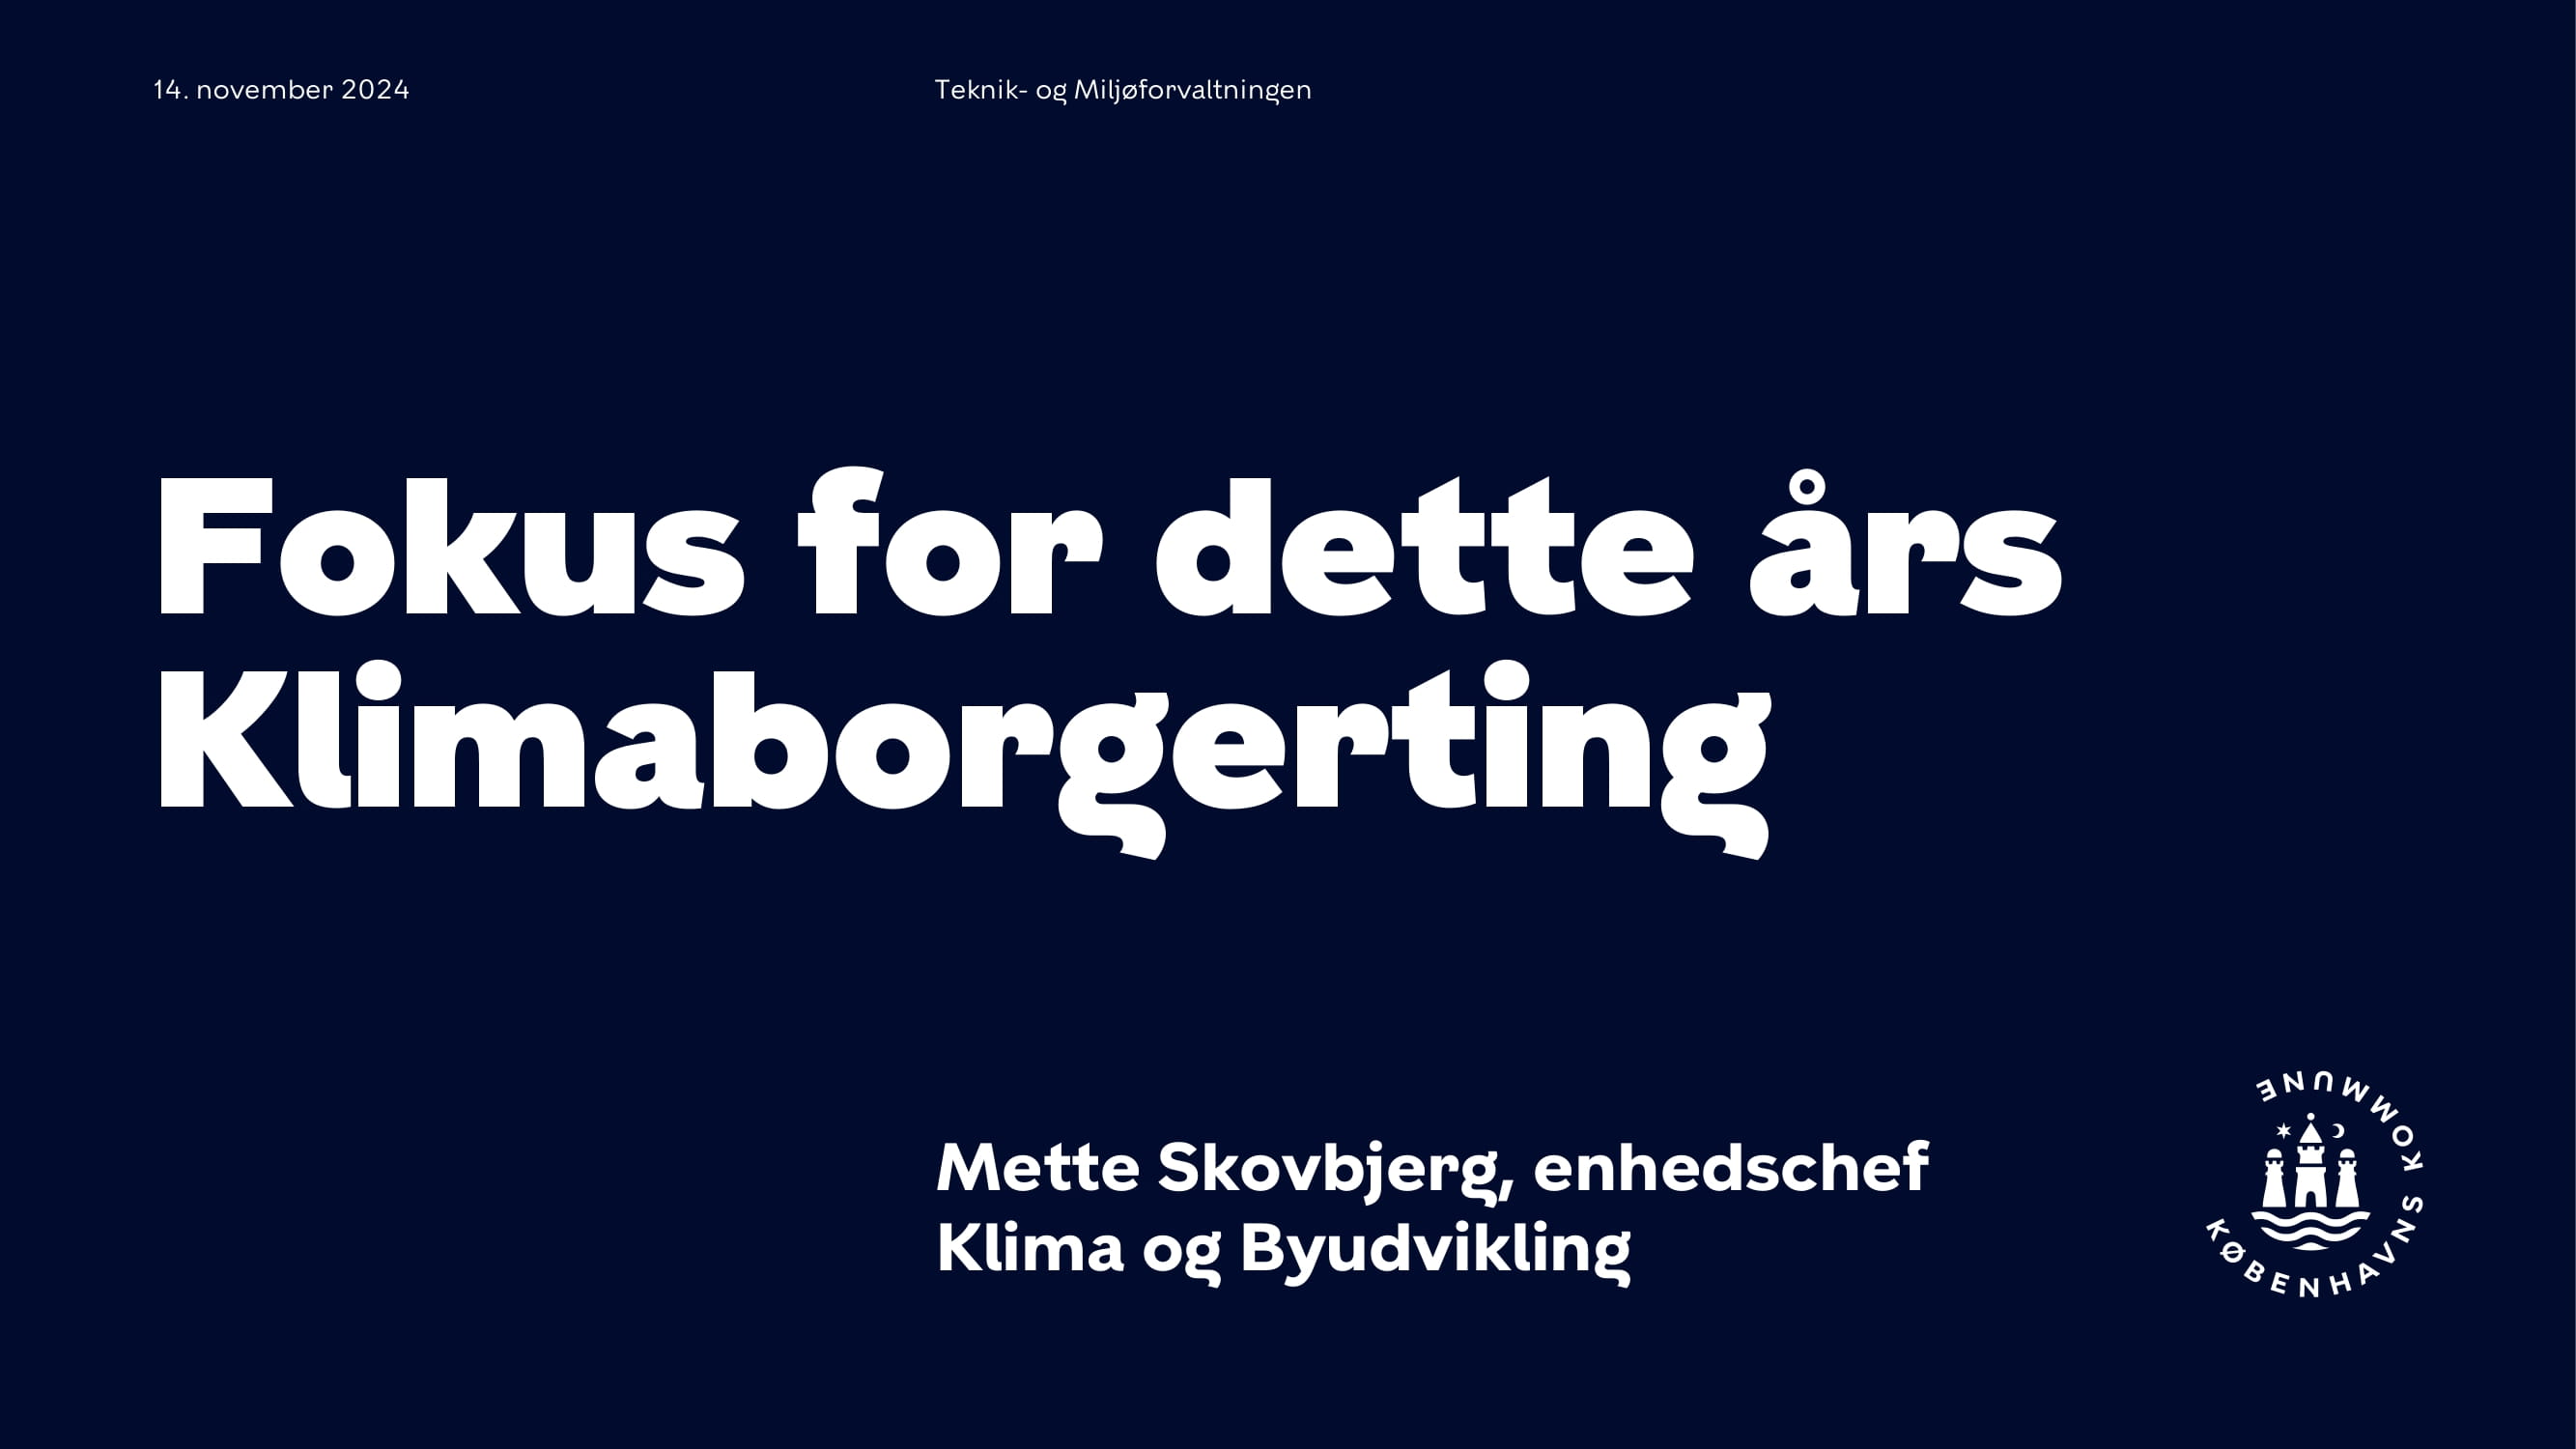 14. november 2024
Teknik- og Miljøforvaltningen
Fokus for dette års
Klimaborgerting
Mette Skovbjerg, enhedschef
Klima og Byudvikling
KØBENHAVNS KOMMUNE